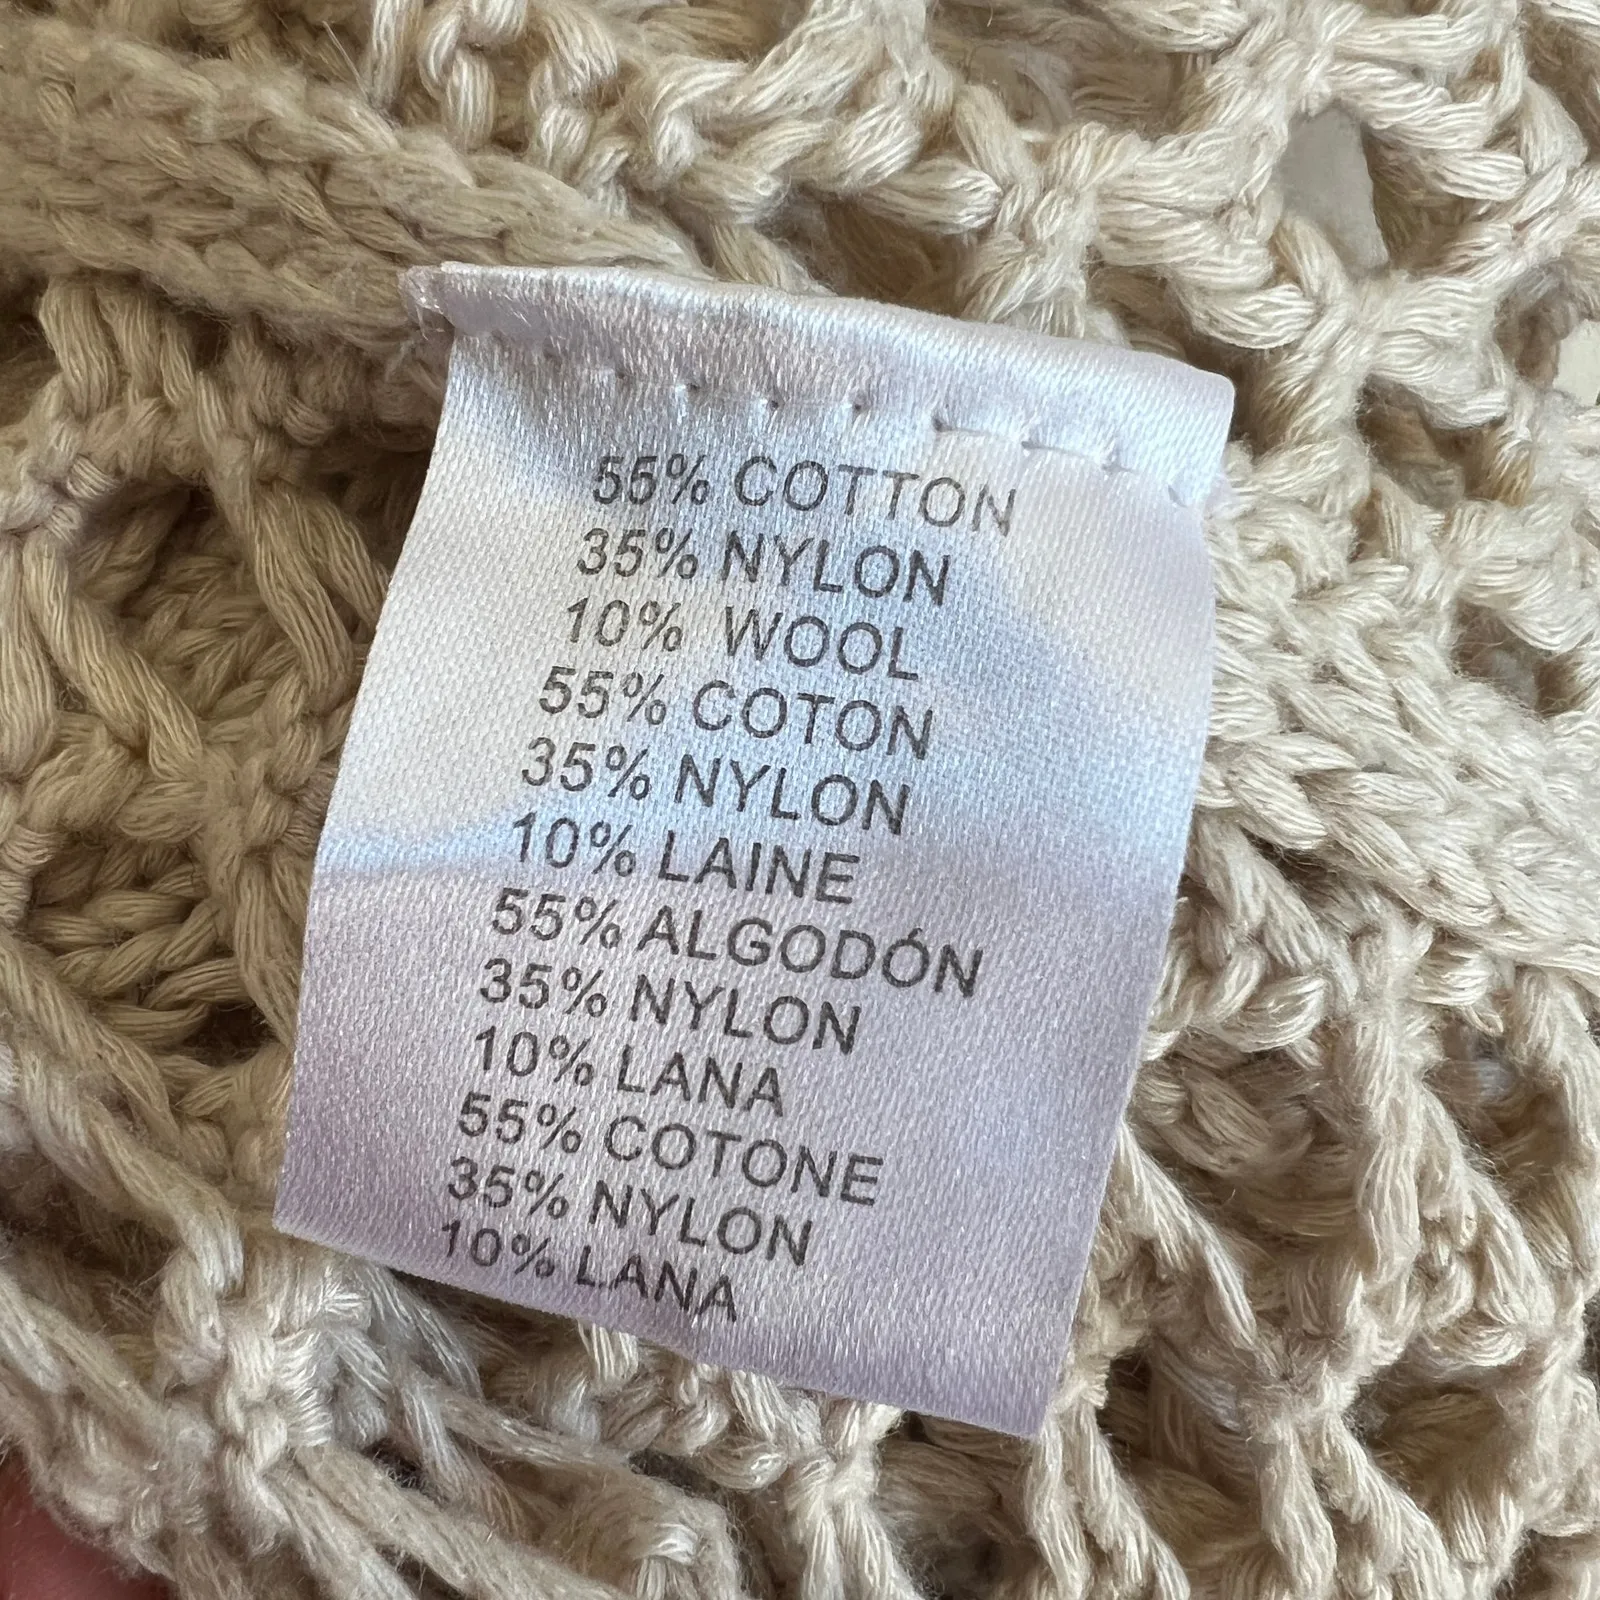 55% COTTON
35% NYLON
10% WOOL
55% COTON
35% NYLON
10% LAINE
55% ALGODÓN
35% NYLON
10% LANA
55% COTONE
35% NYLON
10% LANA